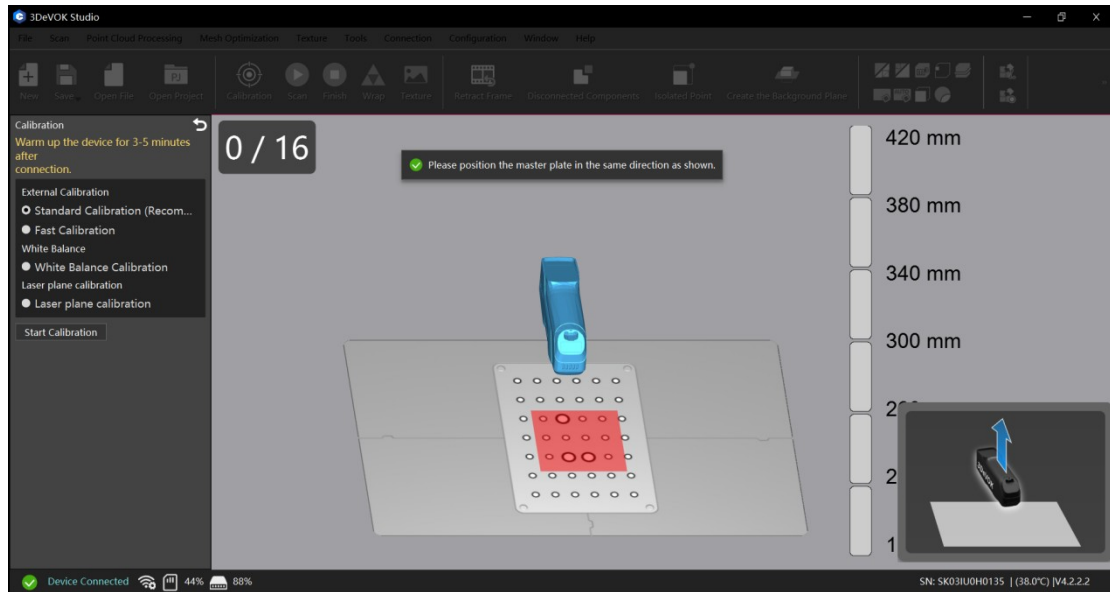 3DeVOK Studio
File Scan Point Cloud Processing Mesh Optimization Texture Tools Connection Configuration Window Help
New Save Open File Open Project Calibration Scan Finish Wrap Texture Retract Frame Disconnected Components Isolated Point Create the Background Plane
PJ
Calibration
Warm up the device for 3-5 minutes
after
connection.
External Calibration
Standard Calibration (Recom...
Fast Calibration
White Balance
White Balance Calibration
Laser plane calibration
Laser plane calibration
Start Calibration
0 / 16
Please position the master plate in the same direction as shown.
420 mm
380 mm
340 mm
300 mm
2
2
1
3DeVOK
Device Connected 44% 88%
SN: SK03IU0H0135 | (38.0°C) |V4.2.2.2